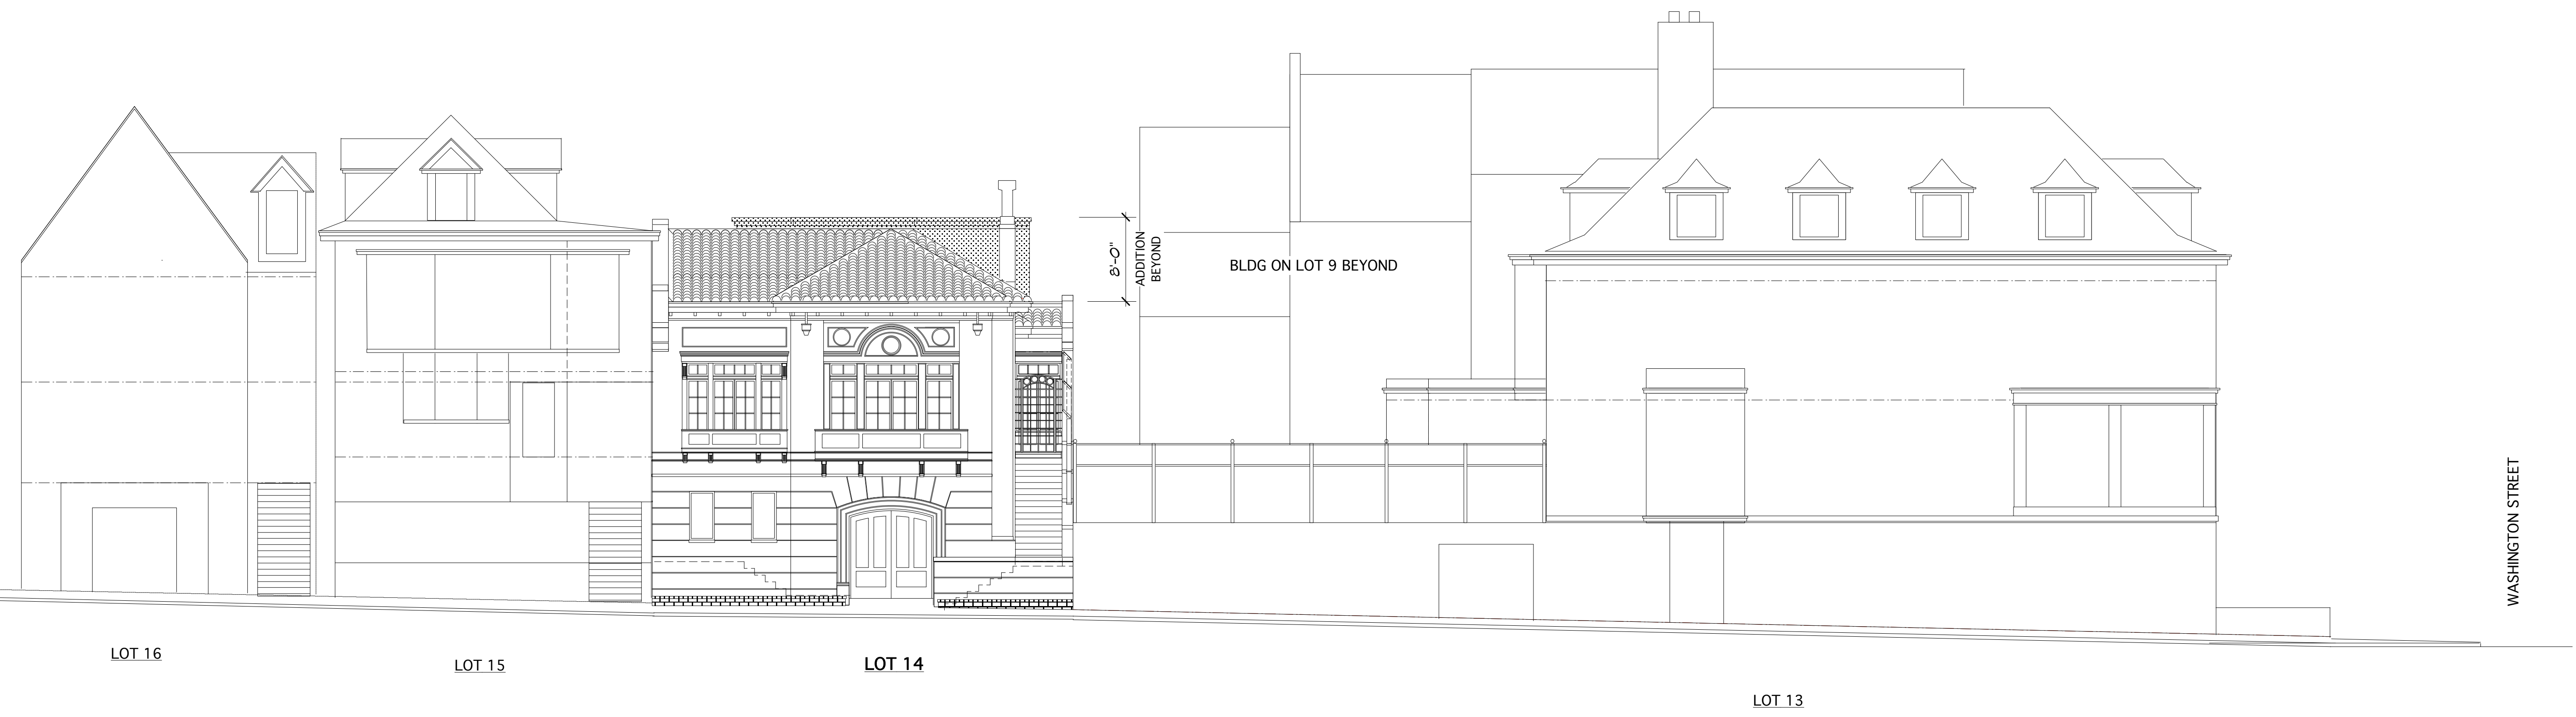 8'-0"
ADDITION
BEYOND
BLDG ON LOT 9 BEYOND
WASHINGTON STREET
LOT 16
LOT 15
LOT 14
LOT 13